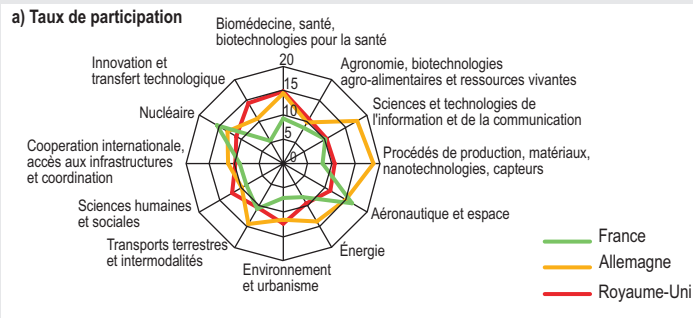 a) Taux de participation
Biomédecine, santé,
biotechnologies pour la santé
Innovation et
transfert technologique
Agronomie, biotechnologies
agro-alimentaires et ressources vivantes
Nucléaire
Sciences et technologies de
l'information et de la communication
Cooperation internationale,
accès aux infrastructures
et coordination
Procédés de production, matériaux,
nanotechnologies, capteurs
Sciences humaines
et sociales
Aéronautique et espace
Transports terrestres
et intermodalités
Énergie
Environnement
et urbanisme
20
15
10
5
0
France
Allemagne
Royaume-Uni